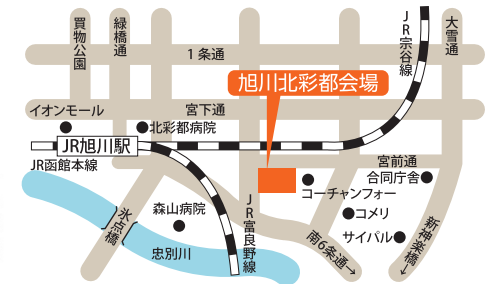 買物公園
緑橋通
JR宗谷線
大雪通
1条通
旭川北彩都会場
イオンモール
宮下通
北彩都病院
JR旭川駅
JR函館本線
宮前通
合同庁舎
コーチャンフォー
コメリ
サイパル
森山病院
氷点橋
忠別川
JR富良野線
南6条通→
新神楽橋→